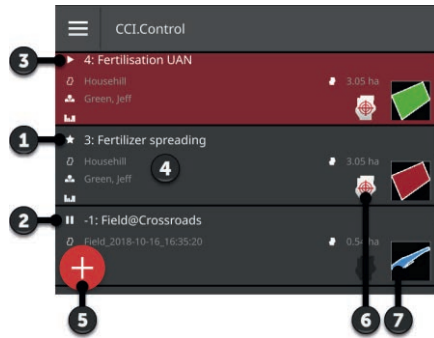 CCI.Control
3
4: Fertilisation UAN
Househill
3.05 ha
Green, Jeff
1
3: Fertilizer spreading
Househill
3.05 ha
4
Green, Jeff
2
-1: Field@Crossroads
Field_2018-10-16_16:35:20
0.54 ha
5
6
7